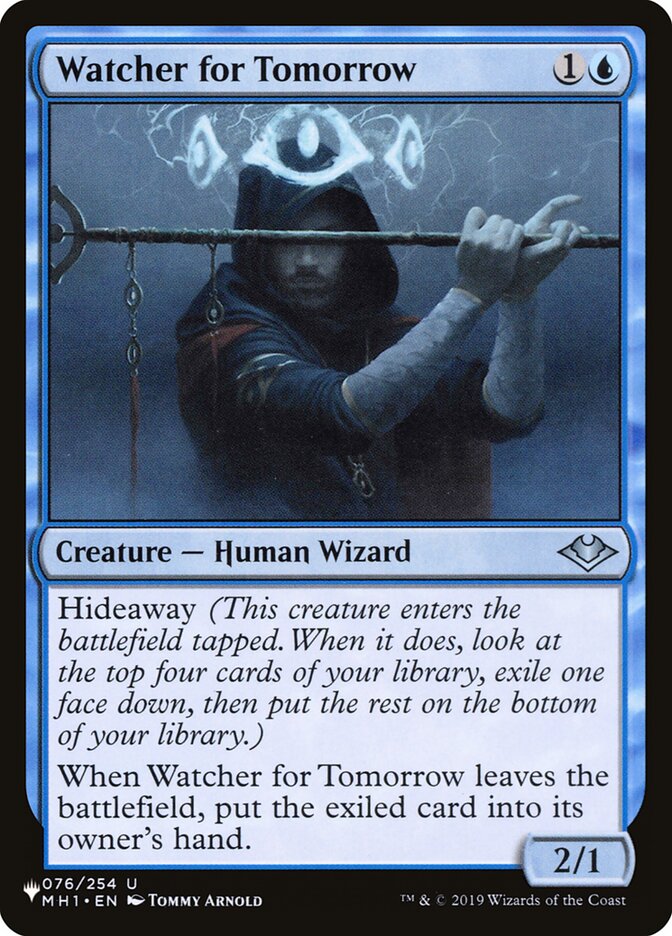 Watcher for Tomorrow 1
Creature — Human Wizard
Hideaway (This creature enters the
battlefield tapped. When it does, look at
the top four cards of your library, exile one
face down, then put the rest on the bottom
of your library.)
When Watcher for Tomorrow leaves the
battlefield, put the exiled card into its
owner's hand.
2/1
076/254 U
MH1 • EN Tommy Arnold
™ & © 2019 Wizards of the Coast